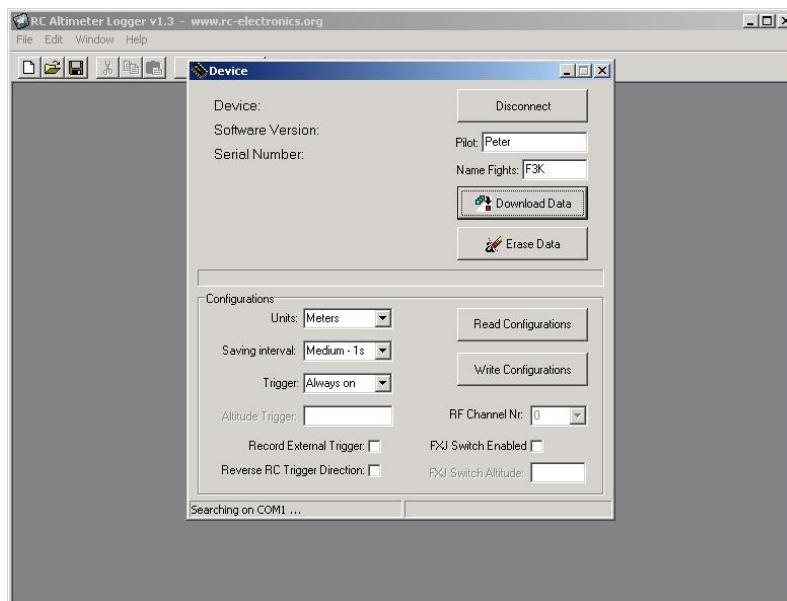 RC Altimeter Logger v1.3 - www.rc-electronics.org
File Edit Window Help
Device
Device:
Disconnect
Software Version:
Pilot: Peter
Serial Number:
Name Fights: F3K
Download Data
Erase Data
Configurations
Units: Meters
Read Configurations
Saving interval: Medium - 1s
Write Configurations
Trigger: Always on
Altitude Trigger:
RF Channel Nr: 0
Record External Trigger:
FXJ Switch Enabled
Reverse RC Trigger Direction:
FXJ Switch Altitude:
Searching on COM1 ...